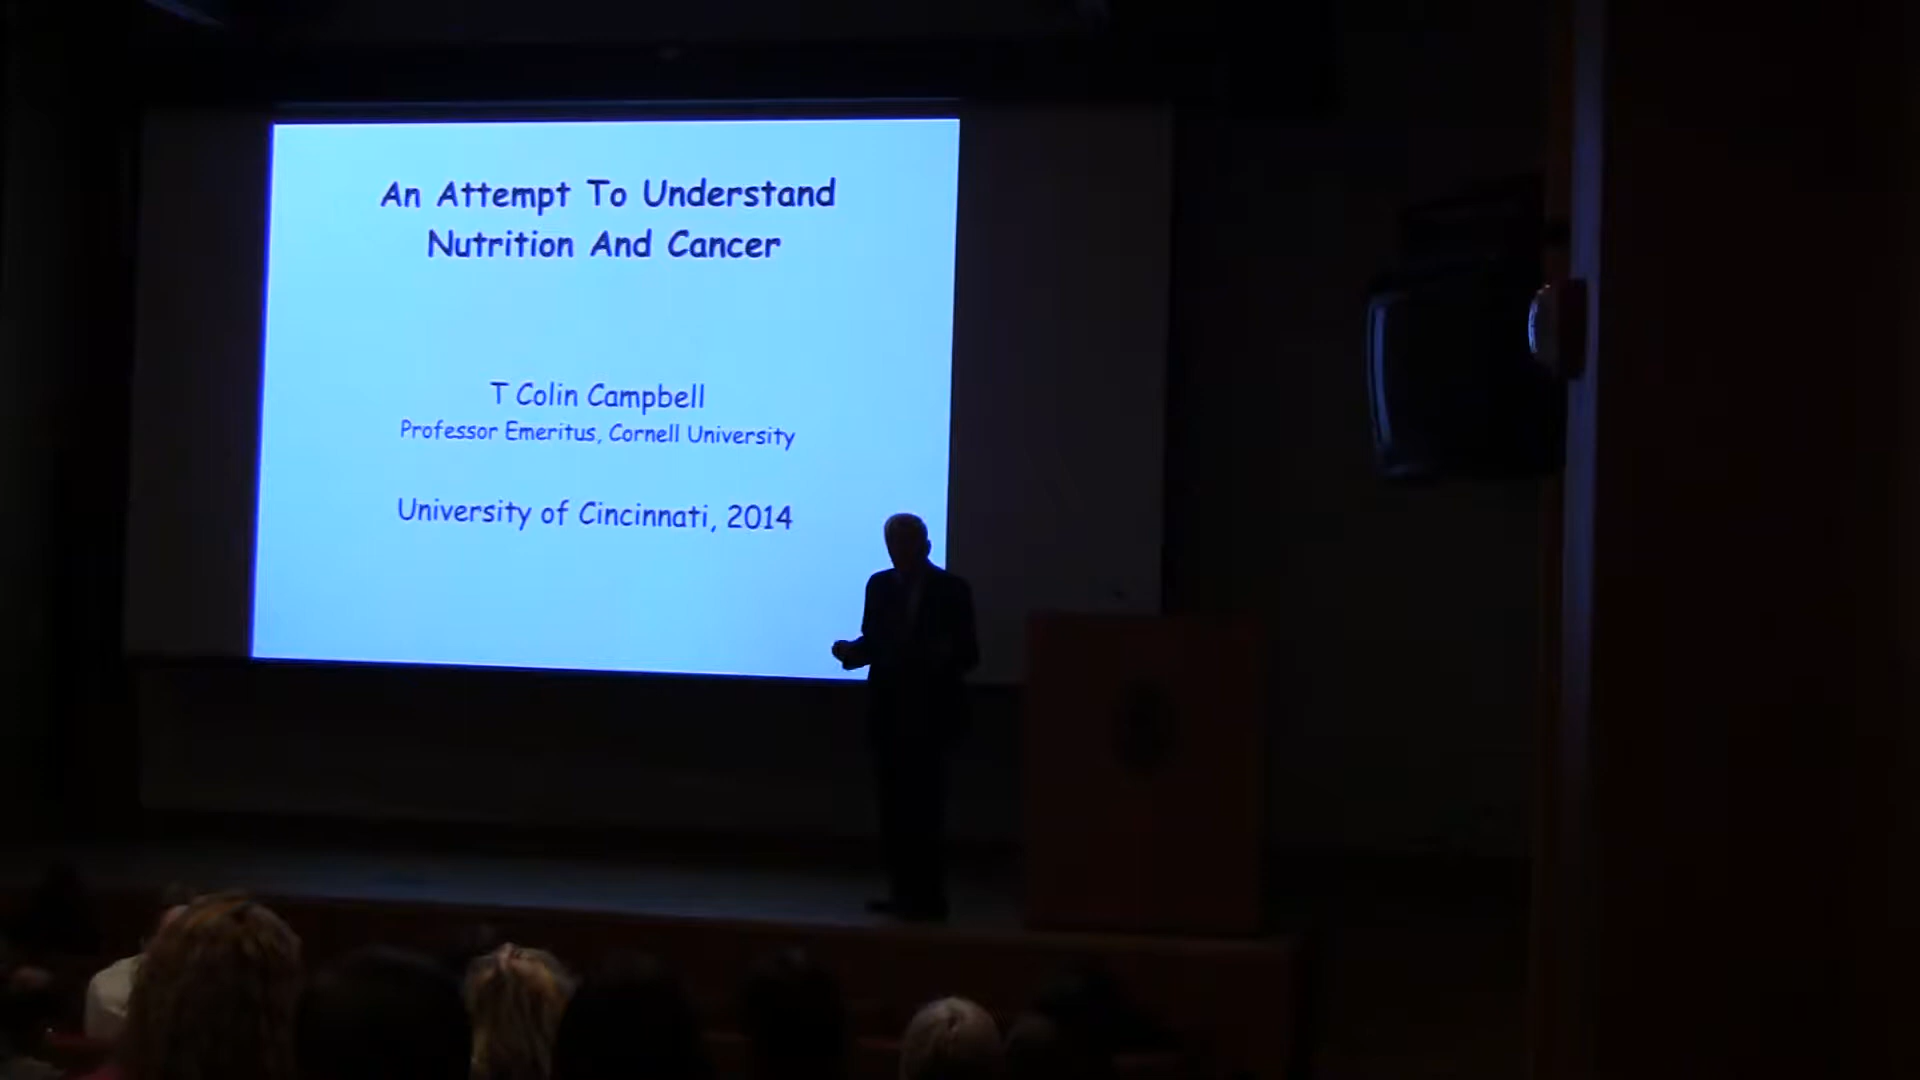 An Attempt To Understand
Nutrition And Cancer
T Colin Campbell
Professor Emeritus, Cornell University
University of Cincinnati, 2014